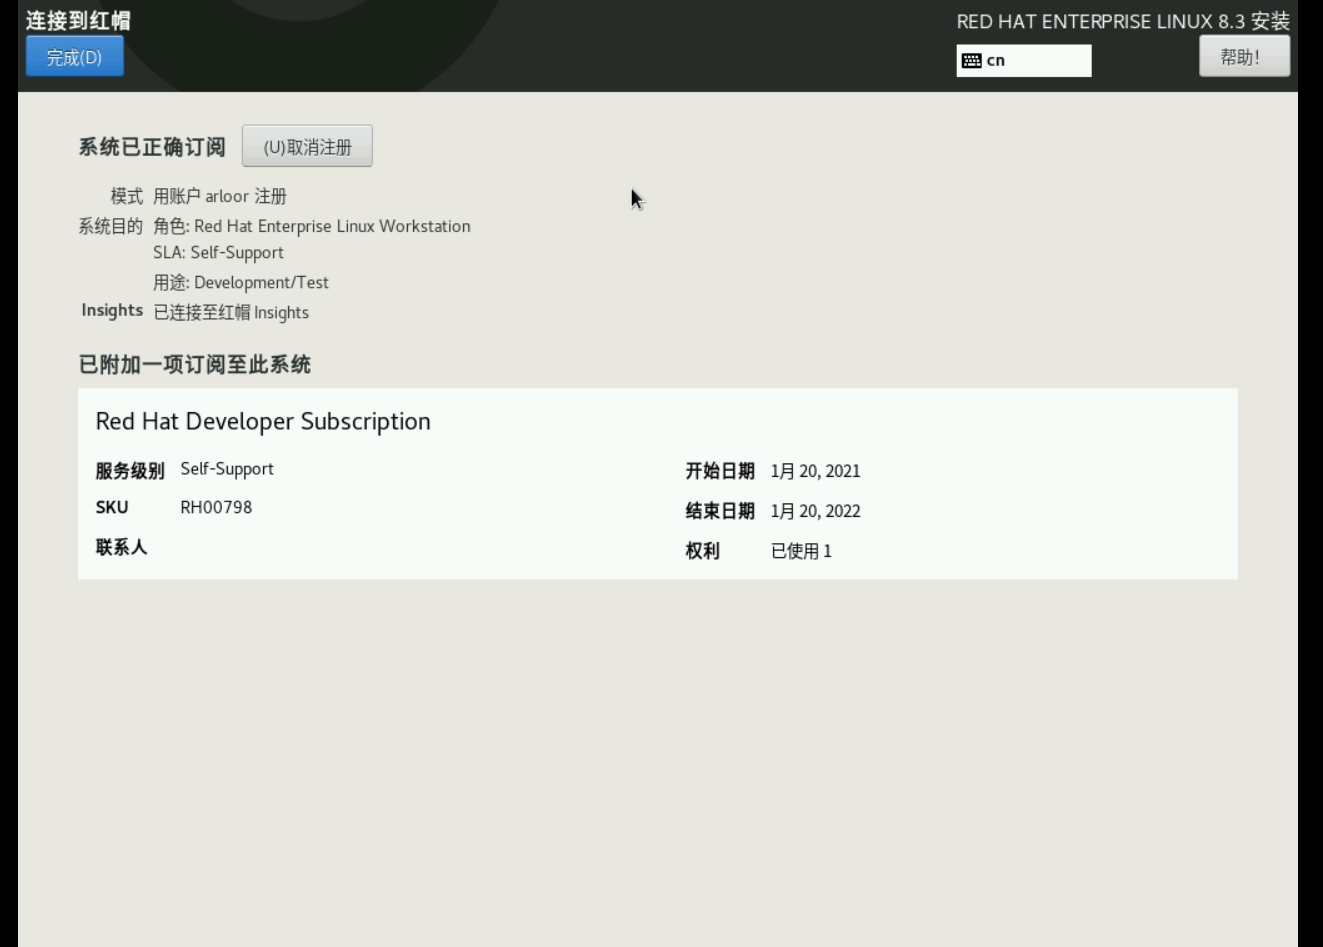 连接到红帽
RED HAT ENTERPRISE LINUX 8.3 安装
完成(D)
cn
帮助!
系统已正确订阅
(U)取消注册
模式 用账户 arloor 注册
系统目的 角色: Red Hat Enterprise Linux Workstation
SLA: Self-Support
用途: Development/Test
Insights 已连接至红帽 Insights
已附加一项订阅至此系统
Red Hat Developer Subscription
服务级别 Self-Support
SKU RH00798
联系人
开始日期 1月 20, 2021
结束日期 1月 20, 2022
权利 已使用 1